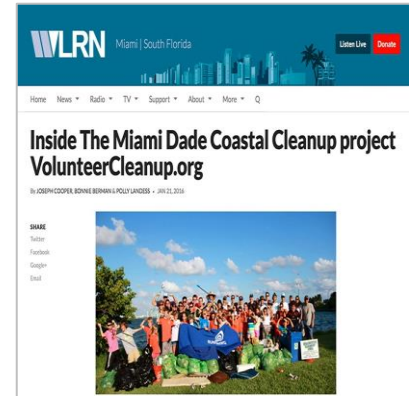 WLRN Miami | South Florida
Listen Live Donate
Home News Radio TV Support About More
Inside The Miami Dade Coastal Cleanup project
VolunteerCleanup.org
By JOSEPH COOPER, BONNIE BERMAN & POLLY LANDESS • JAN 21, 2016
SHARE
Twitter
Facebook
Google+
Email